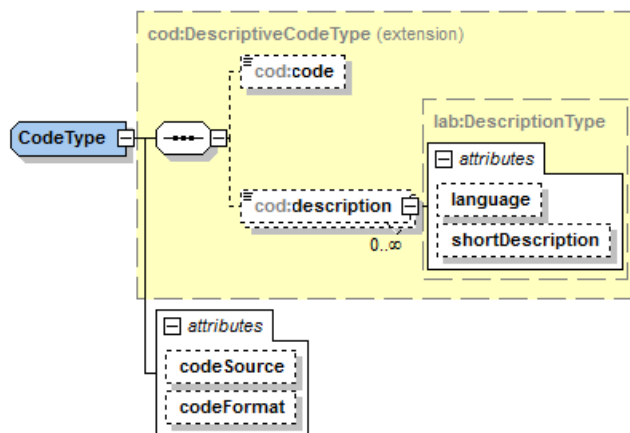 cod:DescriptiveCodeType (extension)
cod:code
CodeType
lab:DescriptionType
attributes
language
shortDescription
cod:description
0..∞
attributes
codeSource
codeFormat